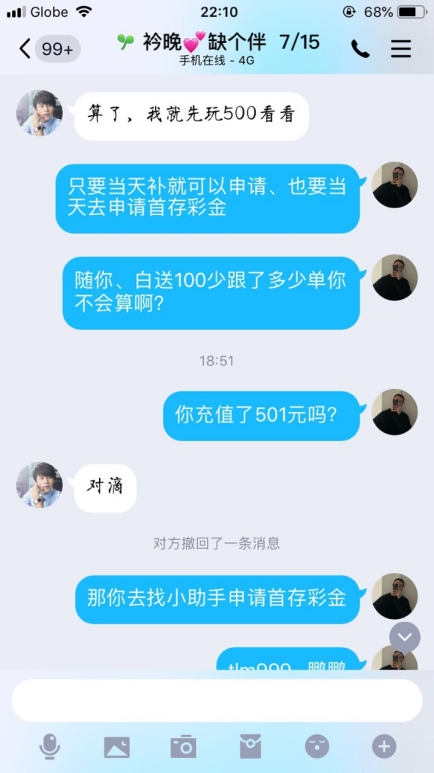 Globe
22:10
68%
99+
衿晚💕缺个伴 7/15
手机在线 - 4G
算了，我就先玩500看看
只要当天补就可以申请、也要当
天去申请首存彩金
随你、白送100少跟了多少单你
不会算啊?
18:51
你充值了501元吗?
对滴
对方撤回了一条消息
那你去找小助手申请首存彩金